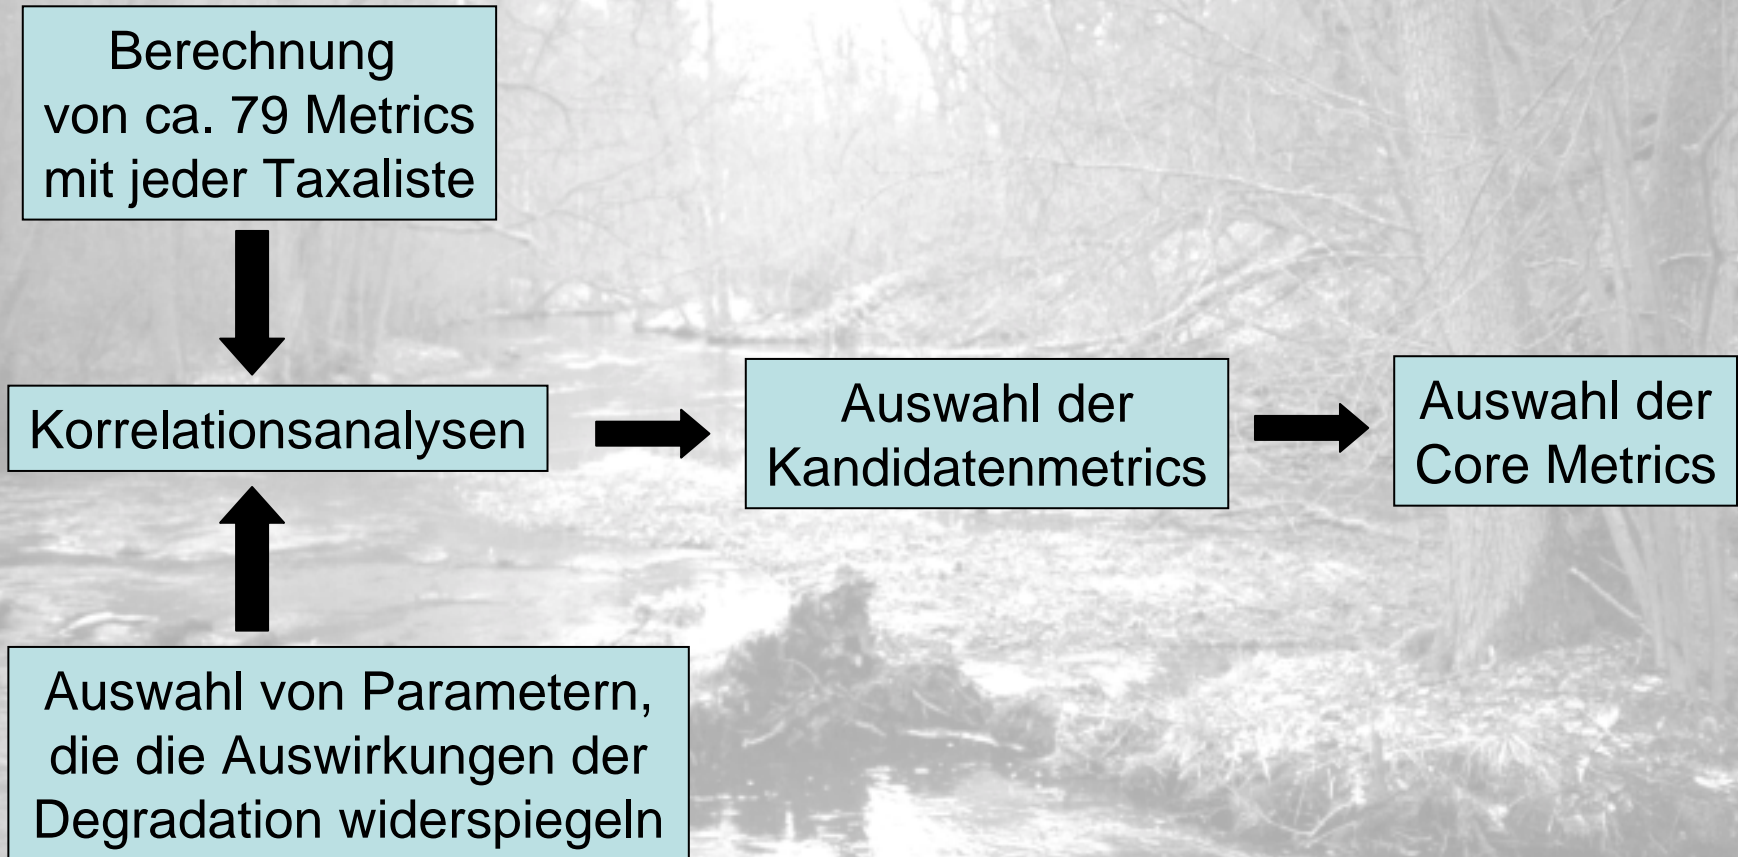 Berechnung
von ca. 79 Metrics
mit jeder Taxaliste
Korrelationsanalysen
Auswahl der
Kandidatenmetrics
Auswahl der
Core Metrics
Auswahl von Parametern,
die die Auswirkungen der
Degradation widerspiegeln